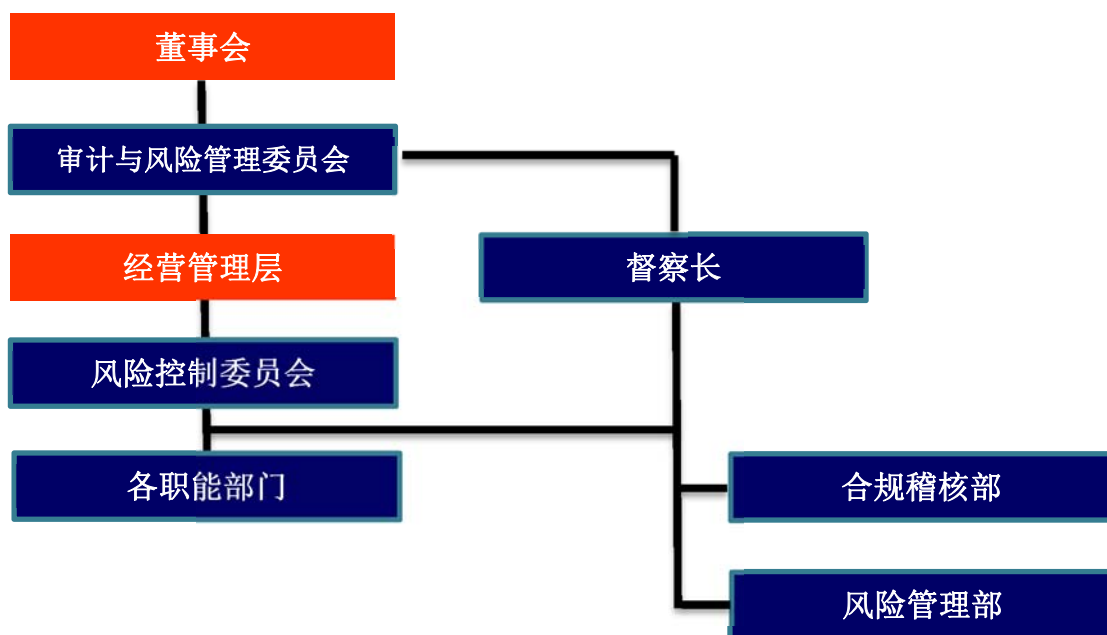 董事会
审计与风险管理委员会
经营管理层
督察长
风险控制委员会
各职能部门
合规稽核部
风险管理部